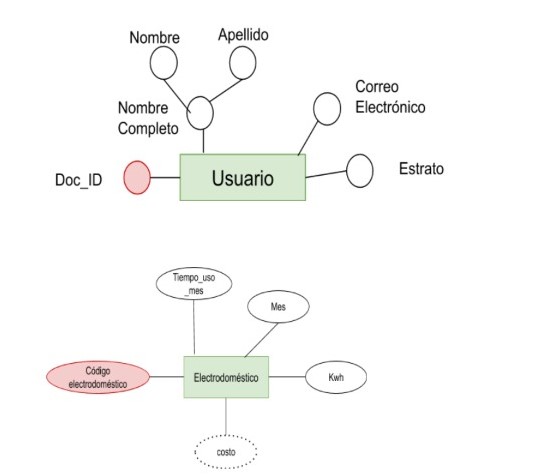 Nombre
Apellido
Nombre
Completo
Correo
Electrónico
Doc_ID
Usuario
Estrato
Tiempo_uso
_mes
Mes
Código
electrodoméstico
Electrodoméstico
Kwh
costo